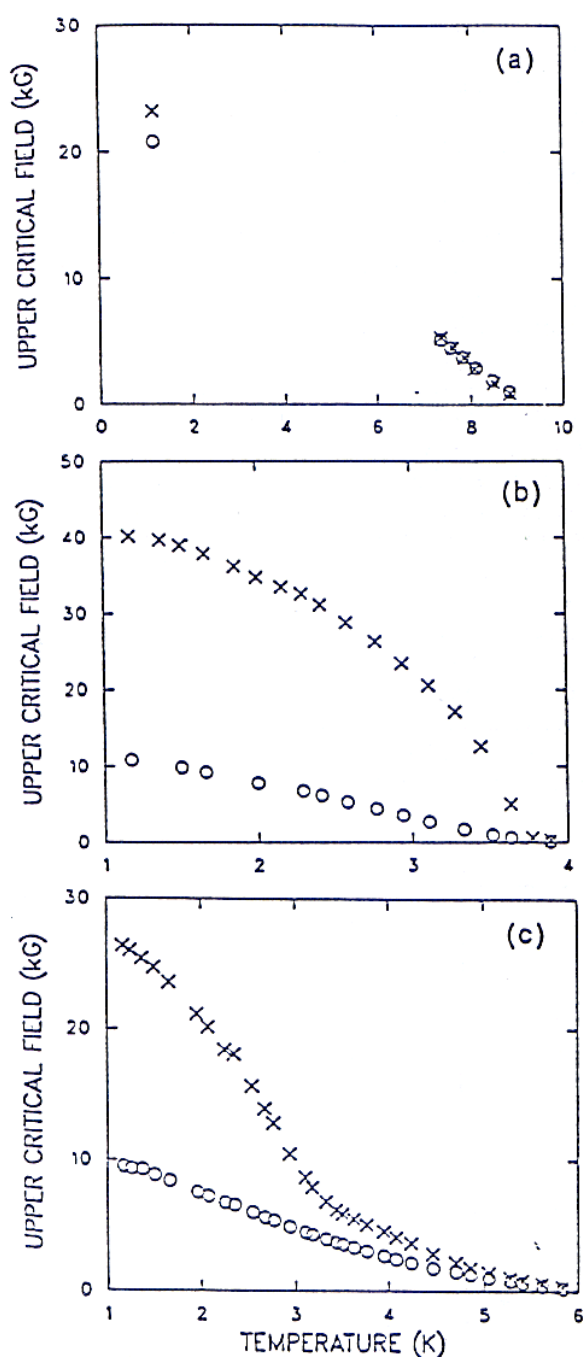 30
(a)
20
10
0
0 2 4 6 8 10
UPPER CRITICAL FIELD (kG)
50
(b)
40
30
20
10
0
1 2 3 4
UPPER CRITICAL FIELD (kG)
30
(c)
20
10
0
1 2 3 4 5 6
UPPER CRITICAL FIELD (kG)
TEMPERATURE (K)